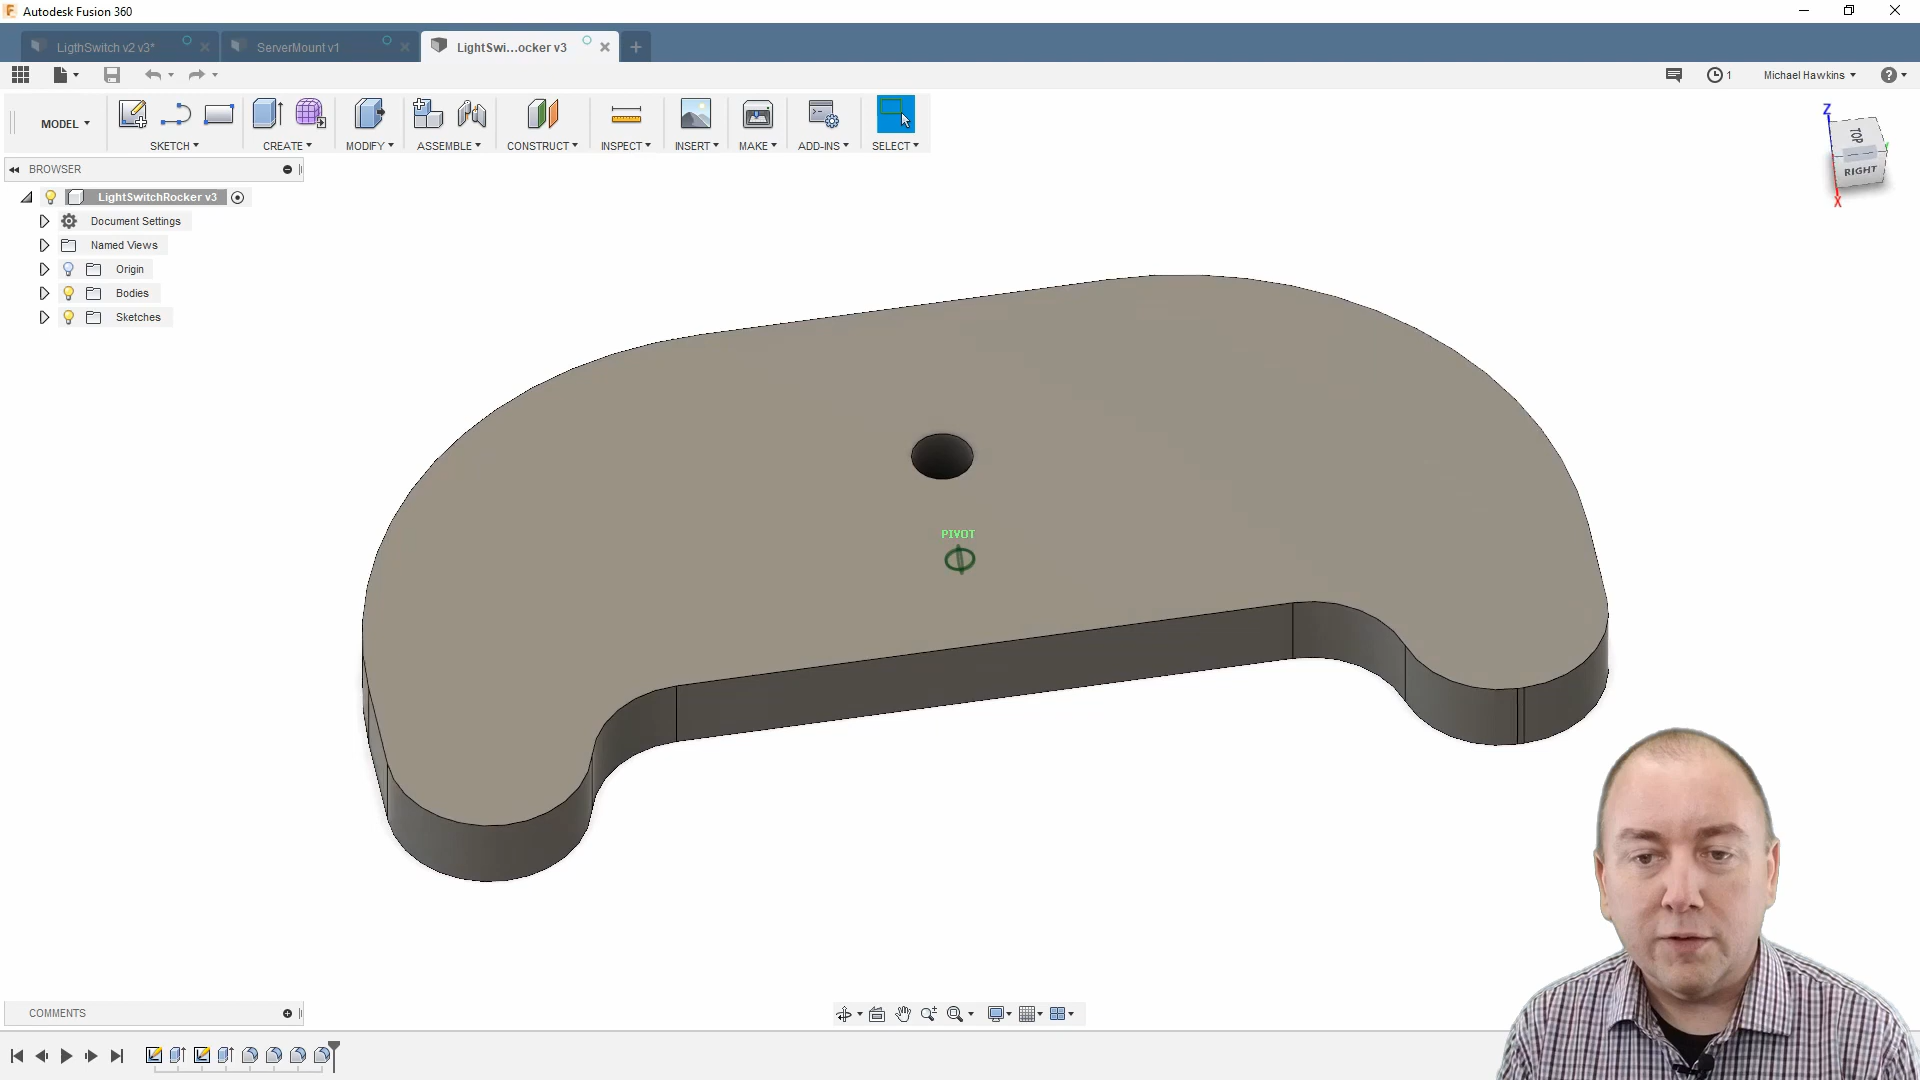 Autodesk Fusion 360
LigthSwitch v2 v3*
ServerMount v1
LightSwi...ocker v3
1
Michael Hawkins
MODEL
SKETCH
CREATE
MODIFY
ASSEMBLE
CONSTRUCT
INSPECT
INSERT
MAKE
ADD-INS
SELECT
Z
TOP
RIGHT
X
BROWSER
LightSwitchRocker v3
Document Settings
Named Views
Origin
Bodies
Sketches
PIVOT
COMMENTS